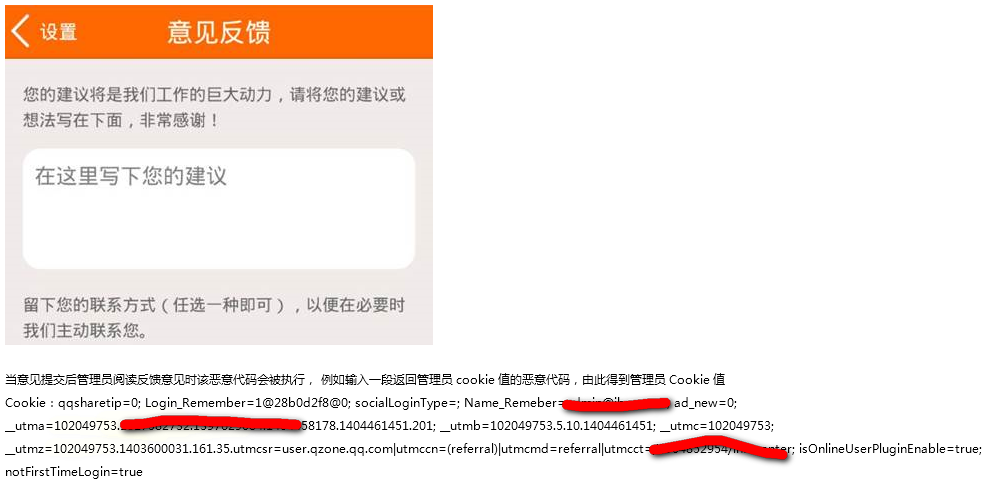 设置
意见反馈
您的建议将是我们工作的巨大动力，请将您的建议或
想法写在下面，非常感谢！
在这里写下您的建议
留下您的联系方式（任选一种即可），以便在必要时
我们主动联系您。
当意见提交后管理员阅读反馈意见时该恶意代码会被执行， 例如输入一段返回管理员 cookie 值的恶意代码，由此得到管理员 Cookie 值
Cookie：qqsharetip=0; Login_Remember=1@28b0d2f8@0; socialLoginType=; Name_Remeber= ad_new=0;
__utma=102049753. 58178.1404461451.201; __utmb=102049753.5.10.1404461451; __utmc=102049753;
__utmz=102049753.1403600031.161.35.utmcsr=user.qzone.qq.com|utmccn=(referral)|utmcmd=referral|utmcct= ; isOnlineUserPluginEnable=true;
notFirstTimeLogin=true